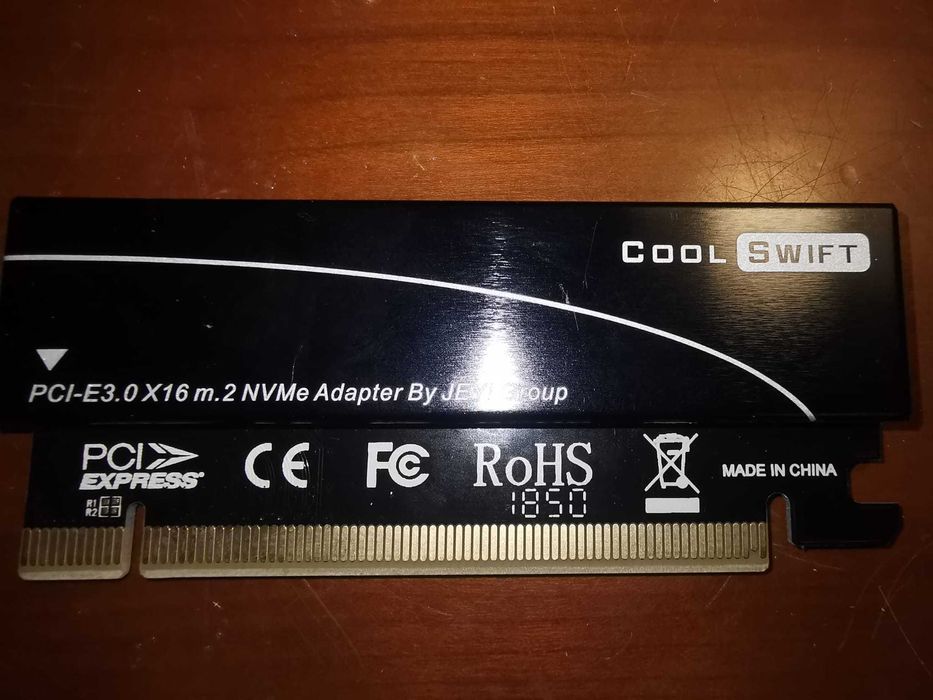 COOL SWIFT
PCI-E3.0 X16 m.2 NVMe Adapter By Group
PCI
EXPRESS®
CE
FC
RoHS
1850
MADE IN CHINA
R1
R2